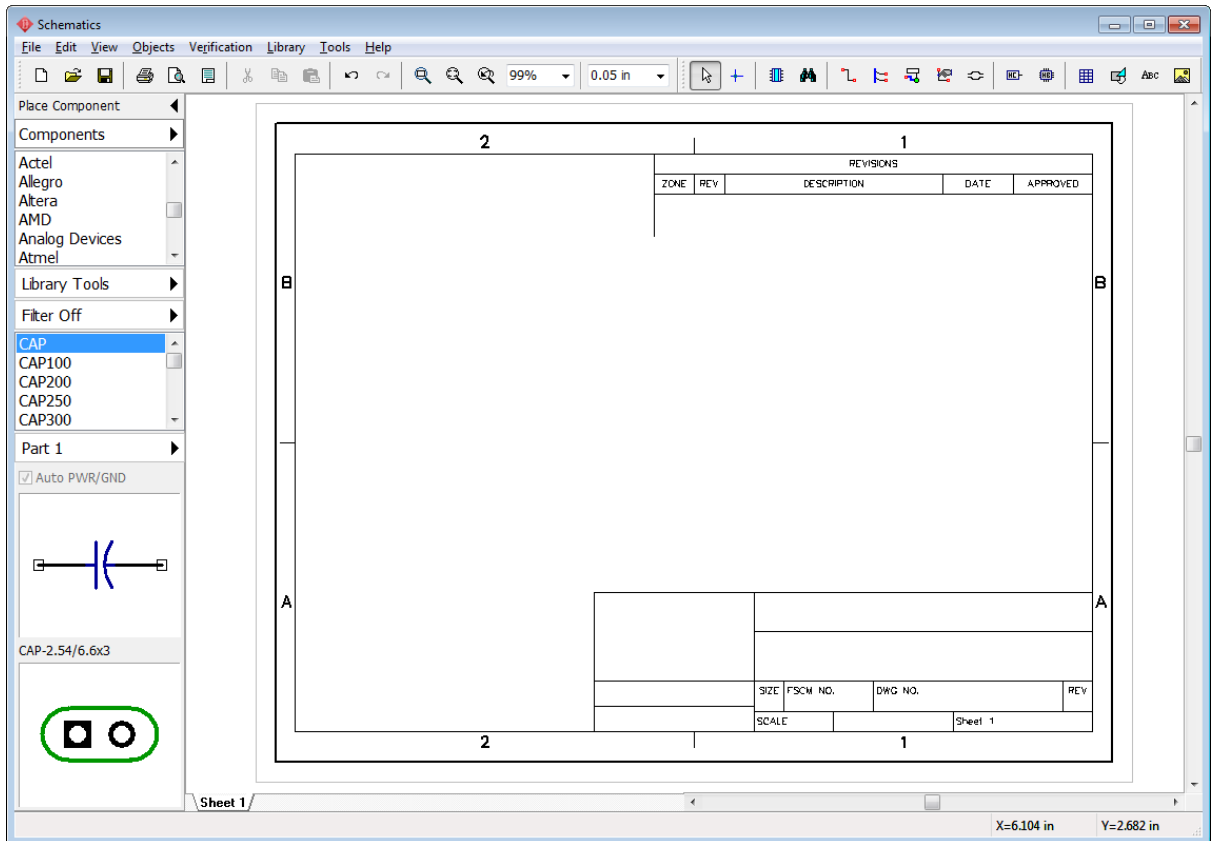 Schematics
File Edit View Objects Verification Library Tools Help
99% 0.05 in ABC
Place Component
Components
Actel
Allegro
Altera
AMD
Analog Devices
Atmel
Library Tools
Filter Off
CAP
CAP100
CAP200
CAP250
CAP300
Part 1
Auto PWR/GND
CAP-2.54/6.6x3
2 1
REVISIONS
ZONE REV DESCRIPTION DATE APPROVED
B B
A A
SIZE FSCM NO. DWG NO. REV
SCALE Sheet 1
2 1
Sheet 1
X=6.104 in Y=2.682 in